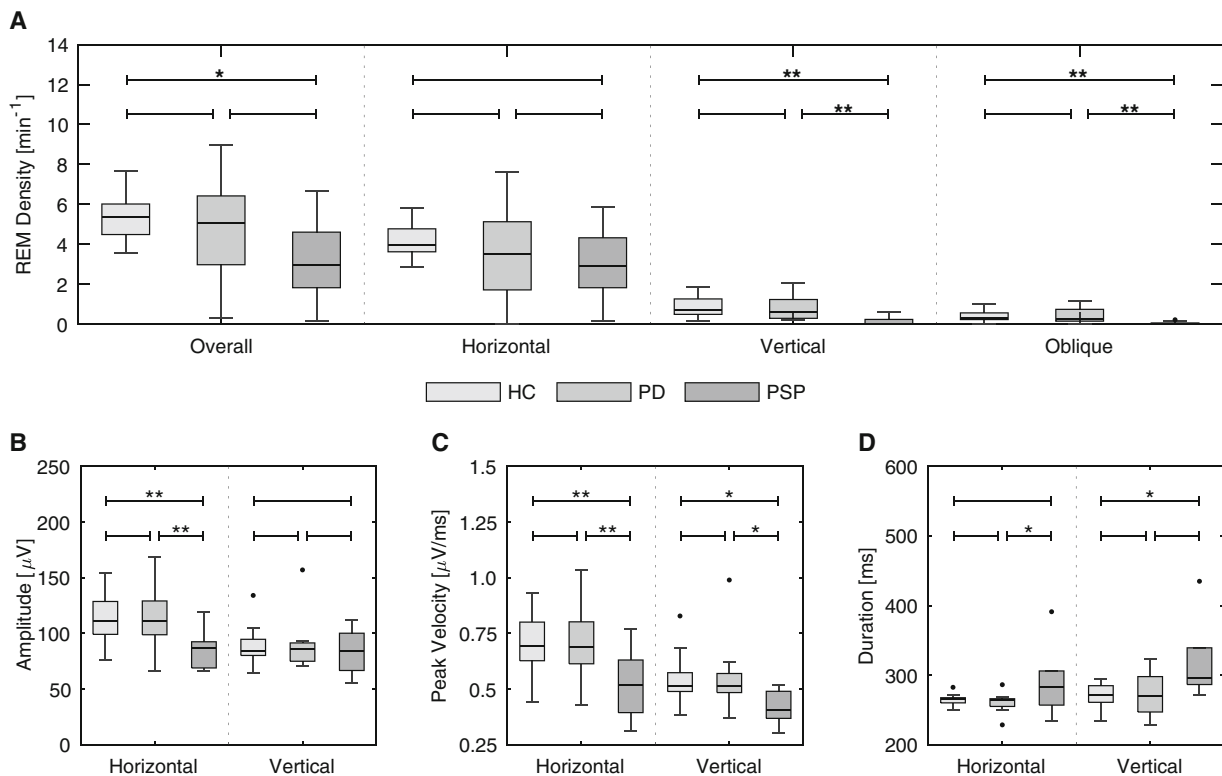 A
REM Density [min⁻¹]
14
12
10
8
6
4
2
0
*
**
**
**
**
Overall Horizontal Vertical Oblique
HC PD PSP
B
Amplitude [μV]
250
200
150
100
50
0
**
**
Horizontal Vertical
C
Peak Velocity [μV/ms]
1.5
1.25
1.0
0.75
0.5
0.25
** *
** *
Horizontal Vertical
D
Duration [ms]
600
500
400
300
200
*
*
Horizontal Vertical